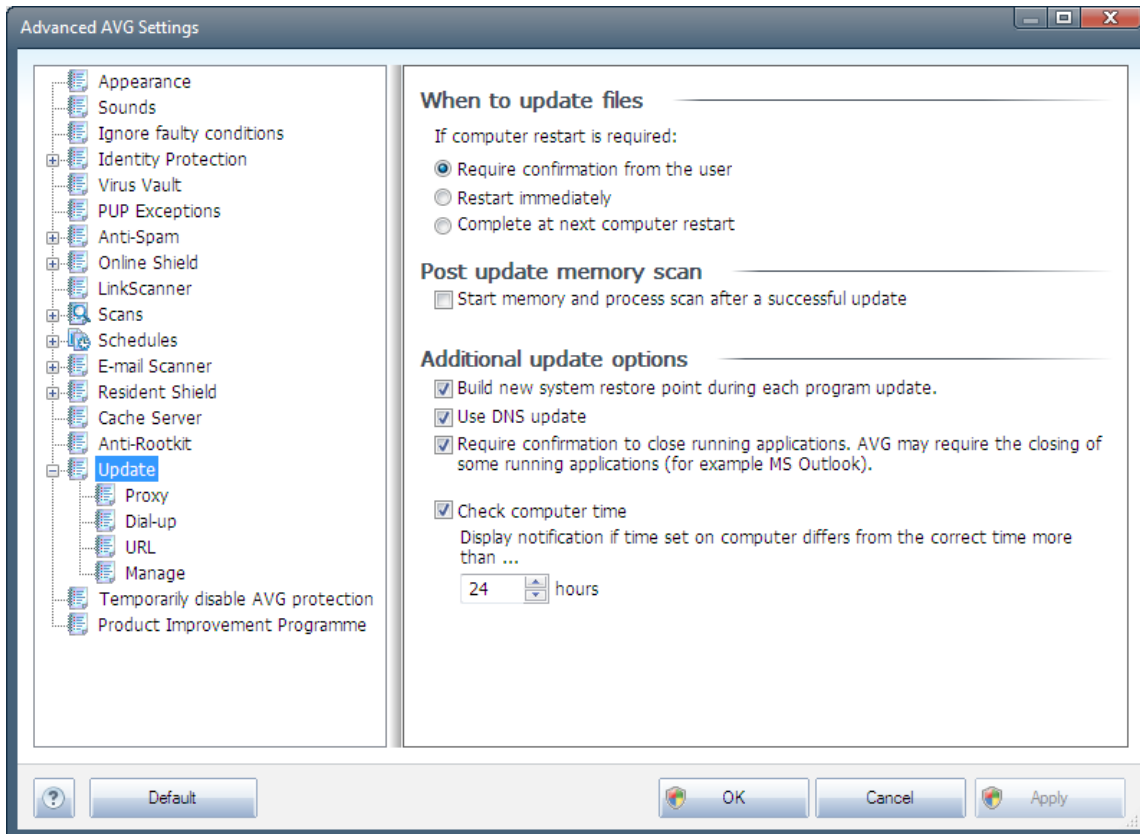 Advanced AVG Settings
Appearance
Sounds
Ignore faulty conditions
Identity Protection
Virus Vault
PUP Exceptions
Anti-Spam
Online Shield
LinkScanner
Scans
Schedules
E-mail Scanner
Resident Shield
Cache Server
Anti-Rootkit
Update
Proxy
Dial-up
URL
Manage
Temporarily disable AVG protection
Product Improvement Programme
When to update files
If computer restart is required:
Require confirmation from the user
Restart immediately
Complete at next computer restart
Post update memory scan
Start memory and process scan after a successful update
Additional update options
Build new system restore point during each program update.
Use DNS update
Require confirmation to close running applications. AVG may require the closing of
some running applications (for example MS Outlook).
Check computer time
Display notification if time set on computer differs from the correct time more
than ...
24 hours
? Default OK Cancel Apply